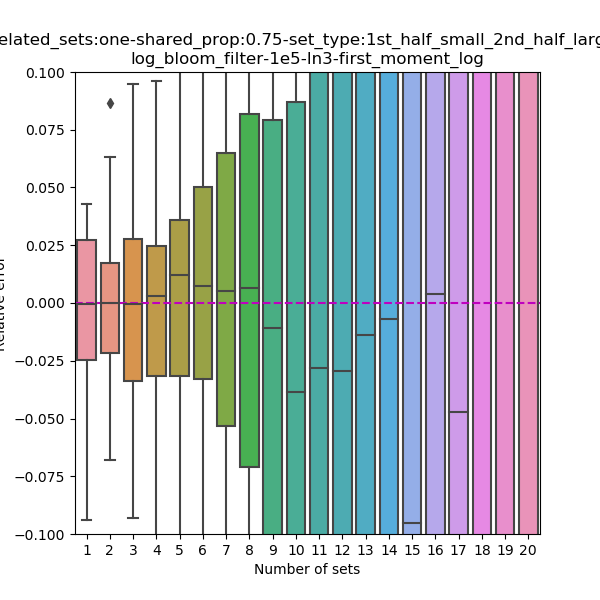 elated_sets:one-shared_prop:0.75-set_type:1st_half_small_2nd_half_larg
log_bloom_filter-1e5-ln3-first_moment_log
0.100
0.075
0.050
0.025
0.000
−0.025
−0.050
−0.075
−0.100
Relative error
1 2 3 4 5 6 7 8 9 10 11 12 13 14 15 16 17 18 19 20
Number of sets